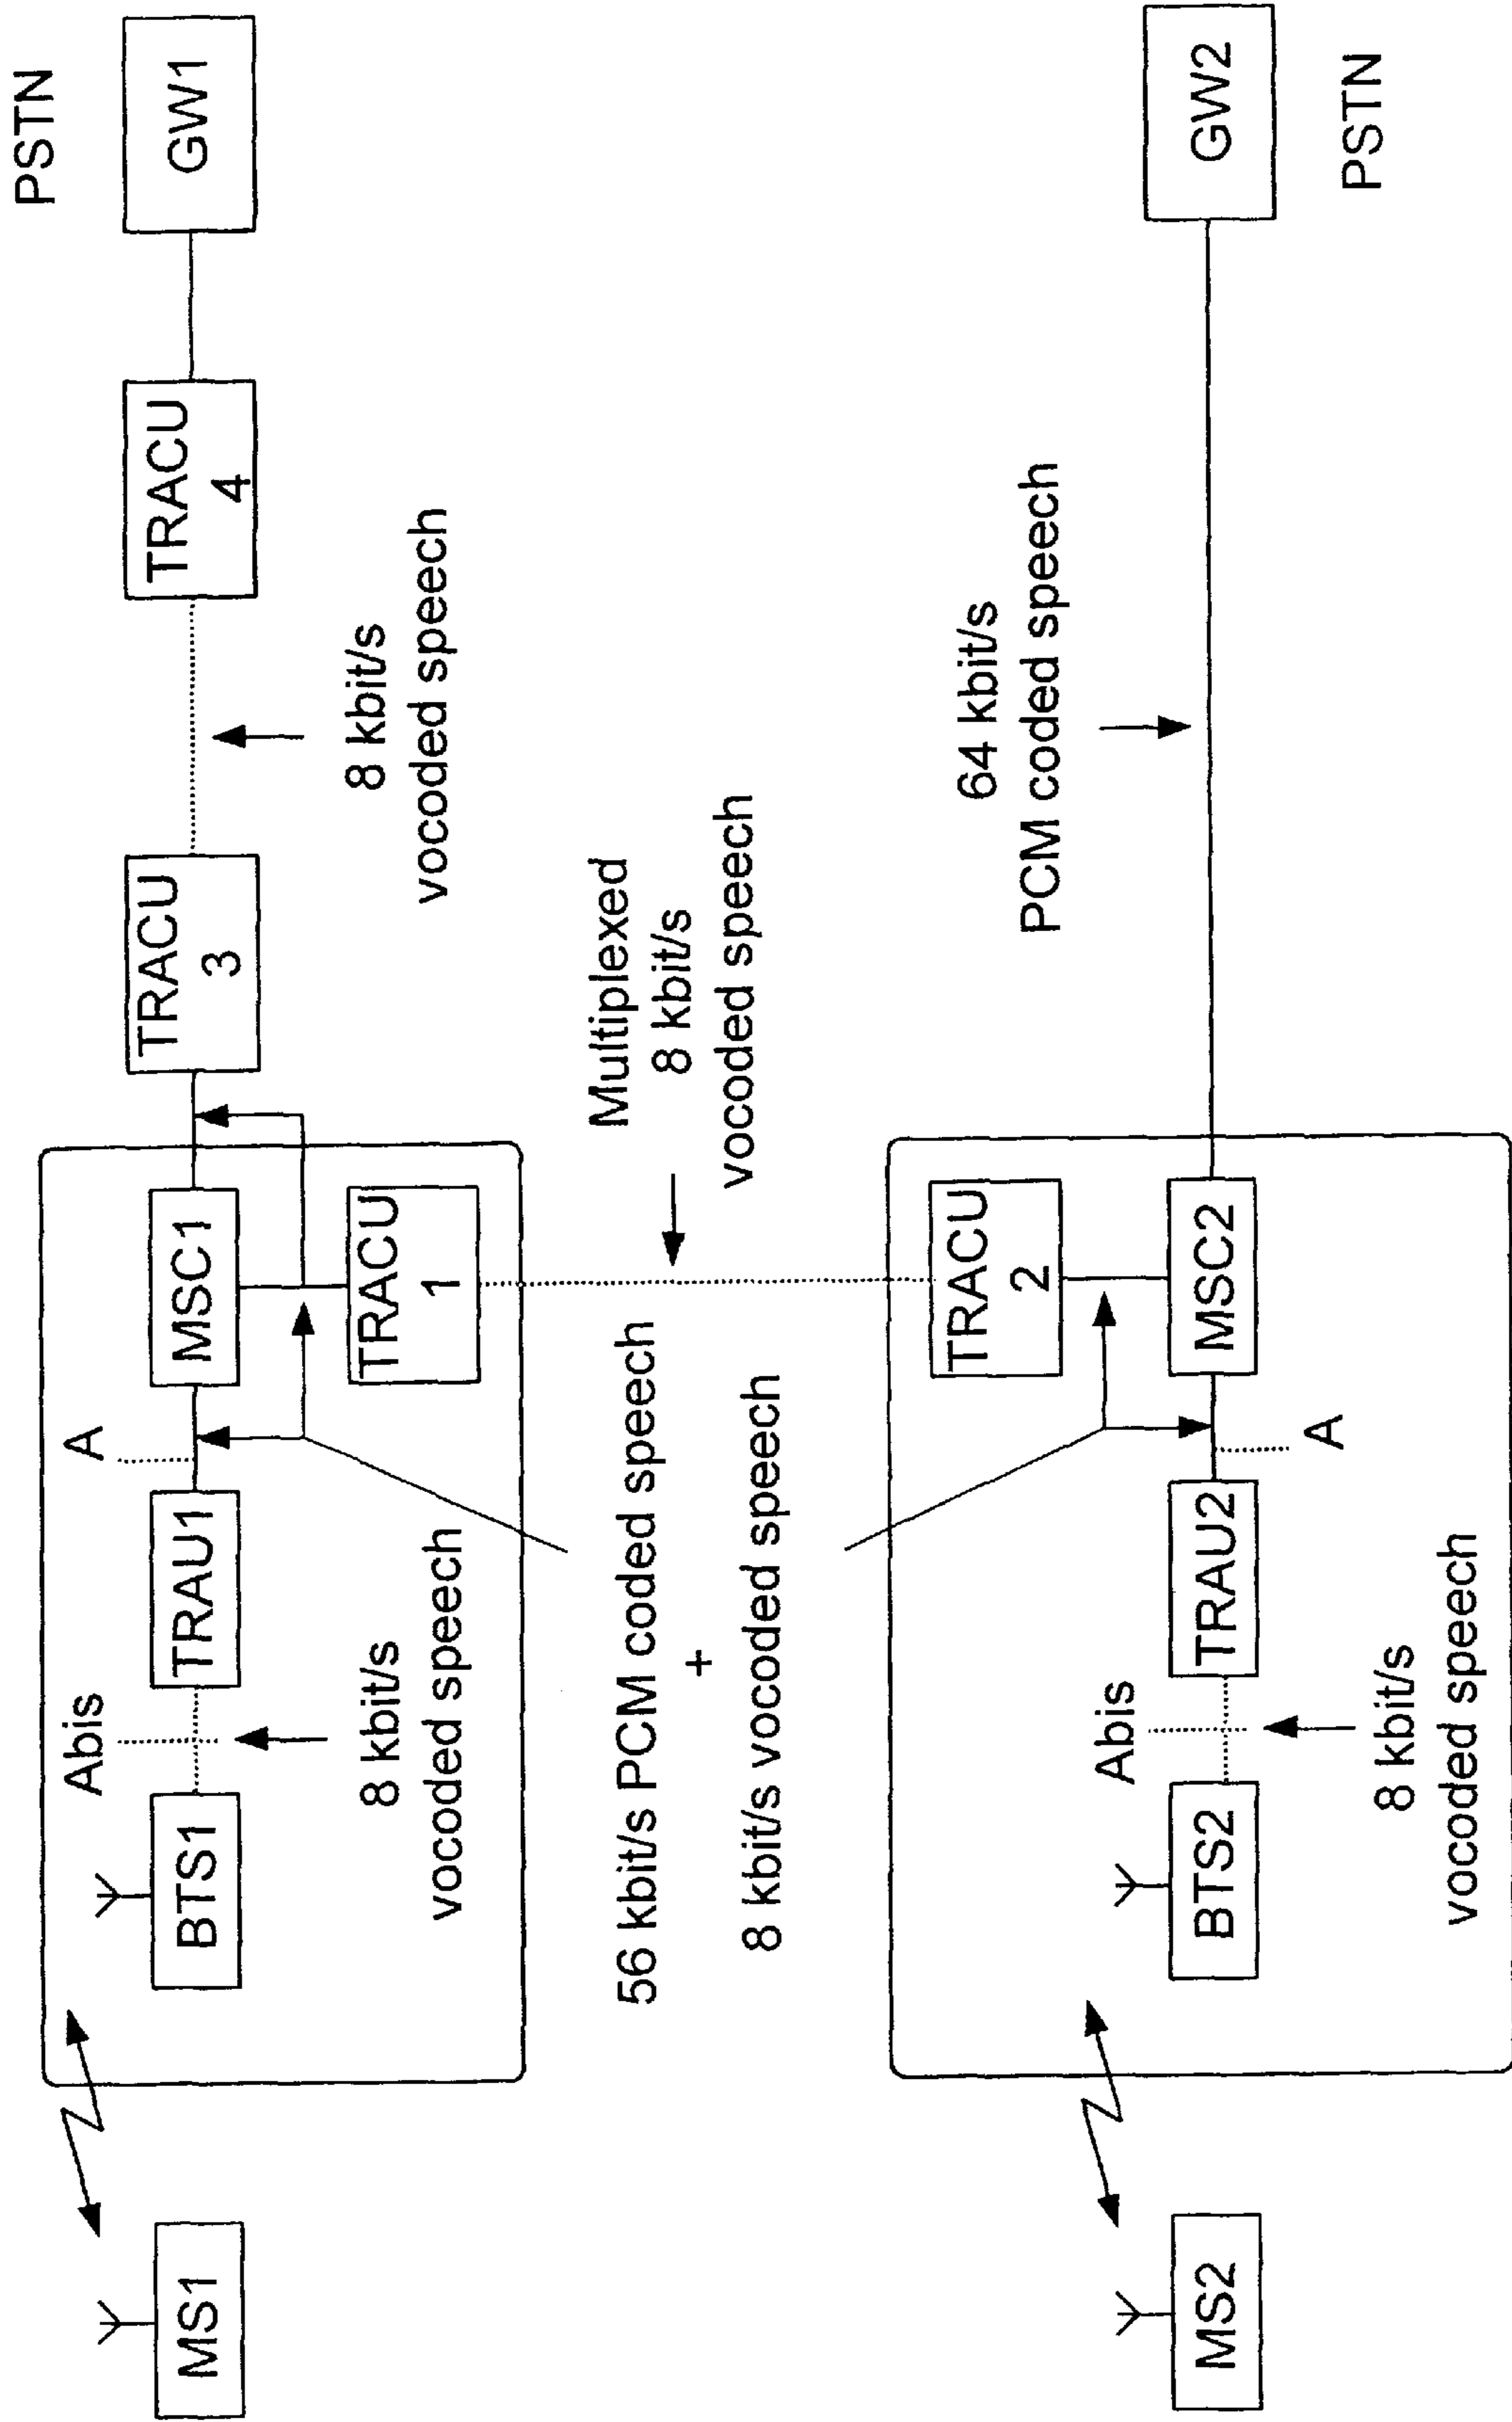 PSTN
GW1
TRACU
4
8 kbit/s
vocoded speech
TRACU
3
MSC1
TRACU
1
A
TRAU1
Abis
BTS1
8 kbit/s
vocoded speech
MS1
Multiplexed
8 kbit/s
vocoded speech
56 kbit/s PCM coded speech
+
8 kbit/s vocoded speech
64 kbit/s
PCM coded speech
GW2
PSTN
TRACU
2
MSC2
A
TRAU2
Abis
BTS2
8 kbit/s
vocoded speech
MS2